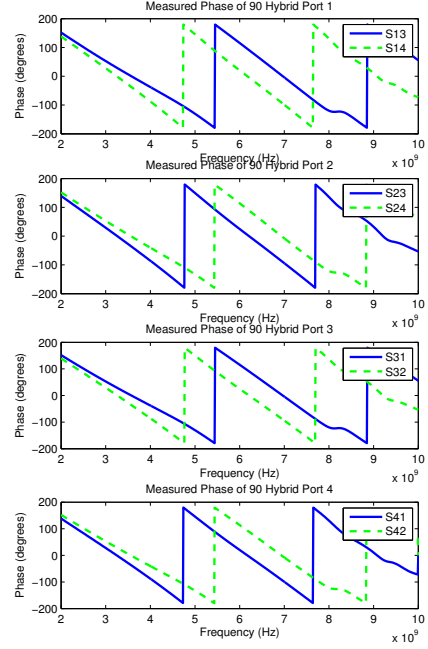 Measured Phase of 90 Hybrid Port 1
200
100
0
−100
−200
Phase (degrees)
S13
S14
2 3 4 5 6 7 8 9 10
Frequency (Hz)
x 10^9
Measured Phase of 90 Hybrid Port 2
200
100
0
−100
−200
Phase (degrees)
S23
S24
2 3 4 5 6 7 8 9 10
Frequency (Hz)
x 10^9
Measured Phase of 90 Hybrid Port 3
200
100
0
−100
−200
Phase (degrees)
S31
S32
2 3 4 5 6 7 8 9 10
Frequency (Hz)
x 10^9
Measured Phase of 90 Hybrid Port 4
200
100
0
−100
−200
Phase (degrees)
S41
S42
2 3 4 5 6 7 8 9 10
Frequency (Hz)
x 10^9